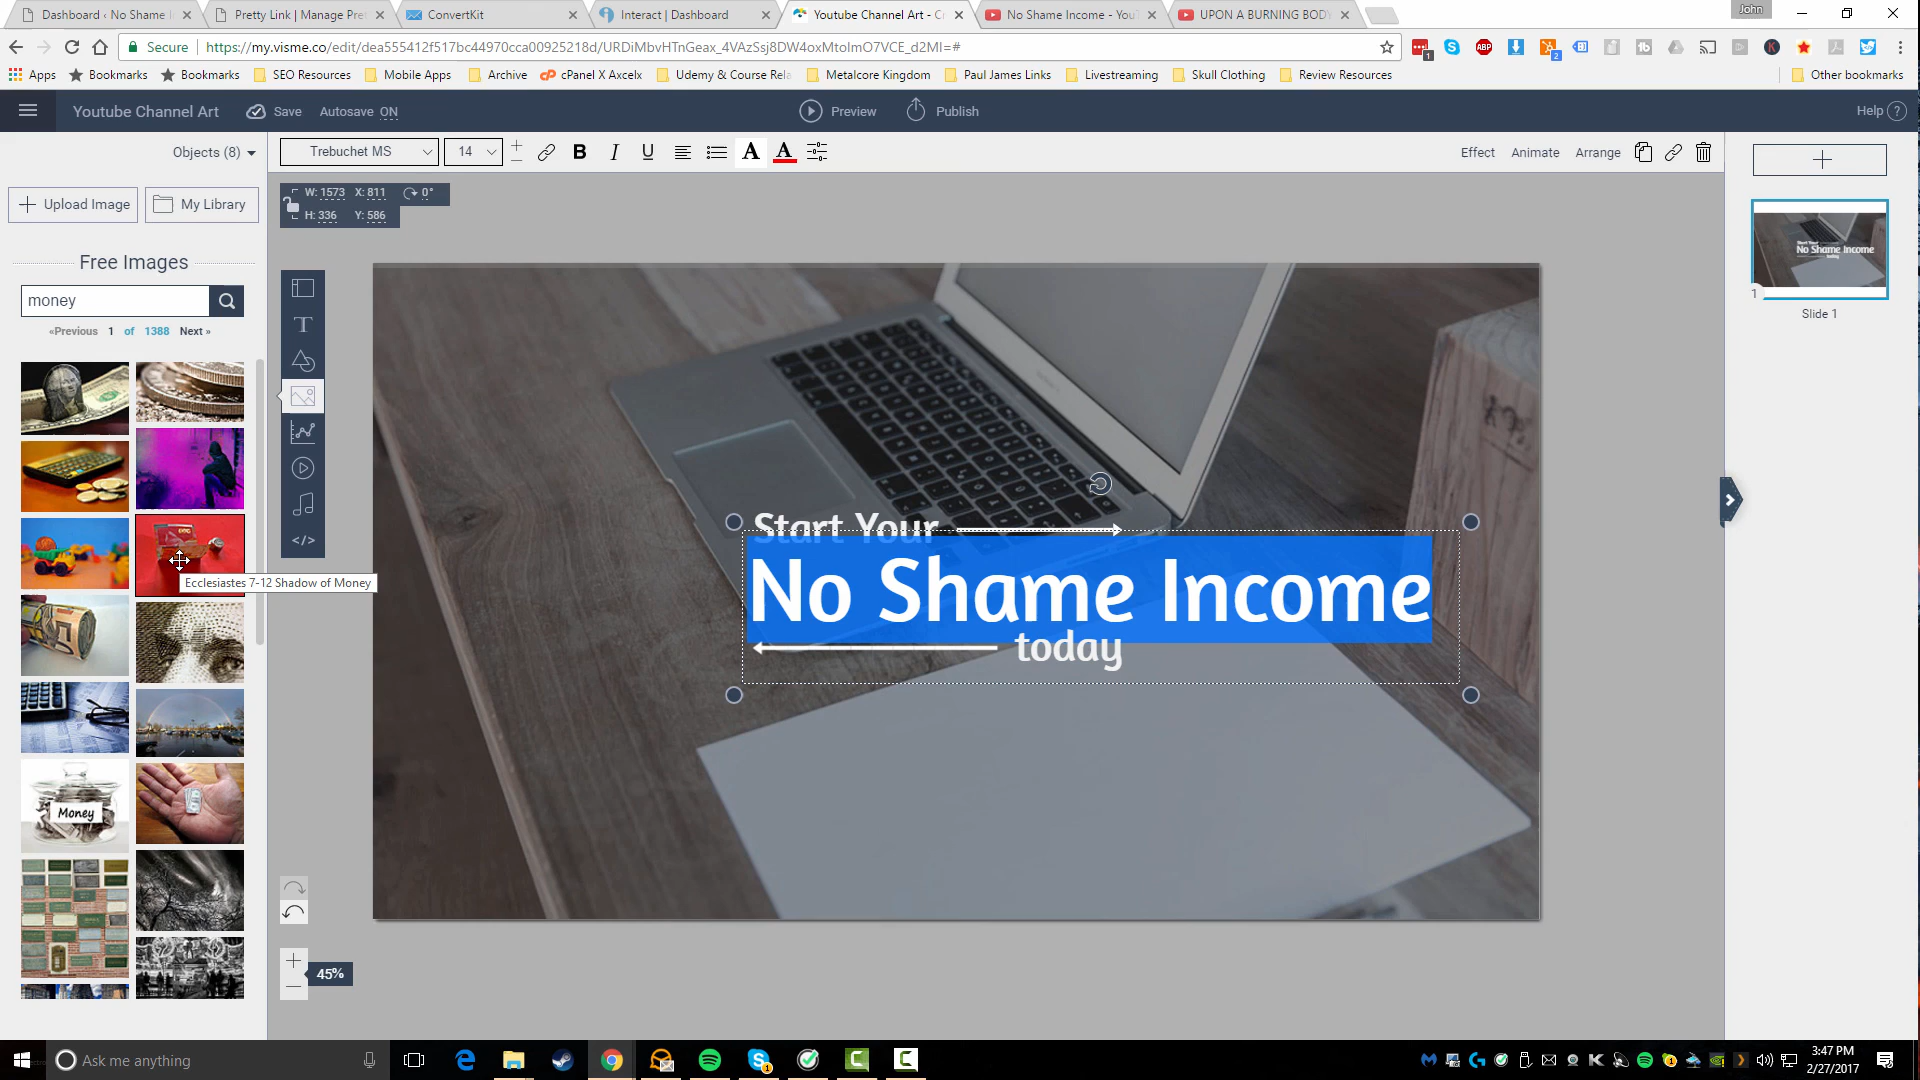 Dashboard ‹ No Shame I
Pretty Link | Manage Pre
ConvertKit
Interact | Dashboard
Youtube Channel Art - C
No Shame Income - You
UPON A BURNING BODY
John
Secure
https://my.visme.co/edit/dea555412f517bc44970cca00925218d/URDiMbvHTnGeax_4VAzSsj8DW4oxMtoImO7VCE_d2MI=#
Apps
Bookmarks
Bookmarks
SEO Resources
Mobile Apps
Archive
cPanel X Axcelx
Udemy & Course Rela
Metalcore Kingdom
Paul James Links
Livestreaming
Skull Clothing
Review Resources
Other bookmarks
Youtube Channel Art
Save
Autosave ON
Preview
Publish
Help ?
Objects (8)
Trebuchet MS
14
B I U A A
Effect
Animate
Arrange
Upload Image
My Library
W: 1573 X: 811 0°
H: 336 Y: 586
Free Images
money
«Previous 1 of 1388 Next »
Ecclesiastes 7-12 Shadow of Money
Money
Start Your
No Shame Income
today
Start Your
No Shame Income
today
1
Slide 1
45%
Ask me anything
3:47 PM
2/27/2017